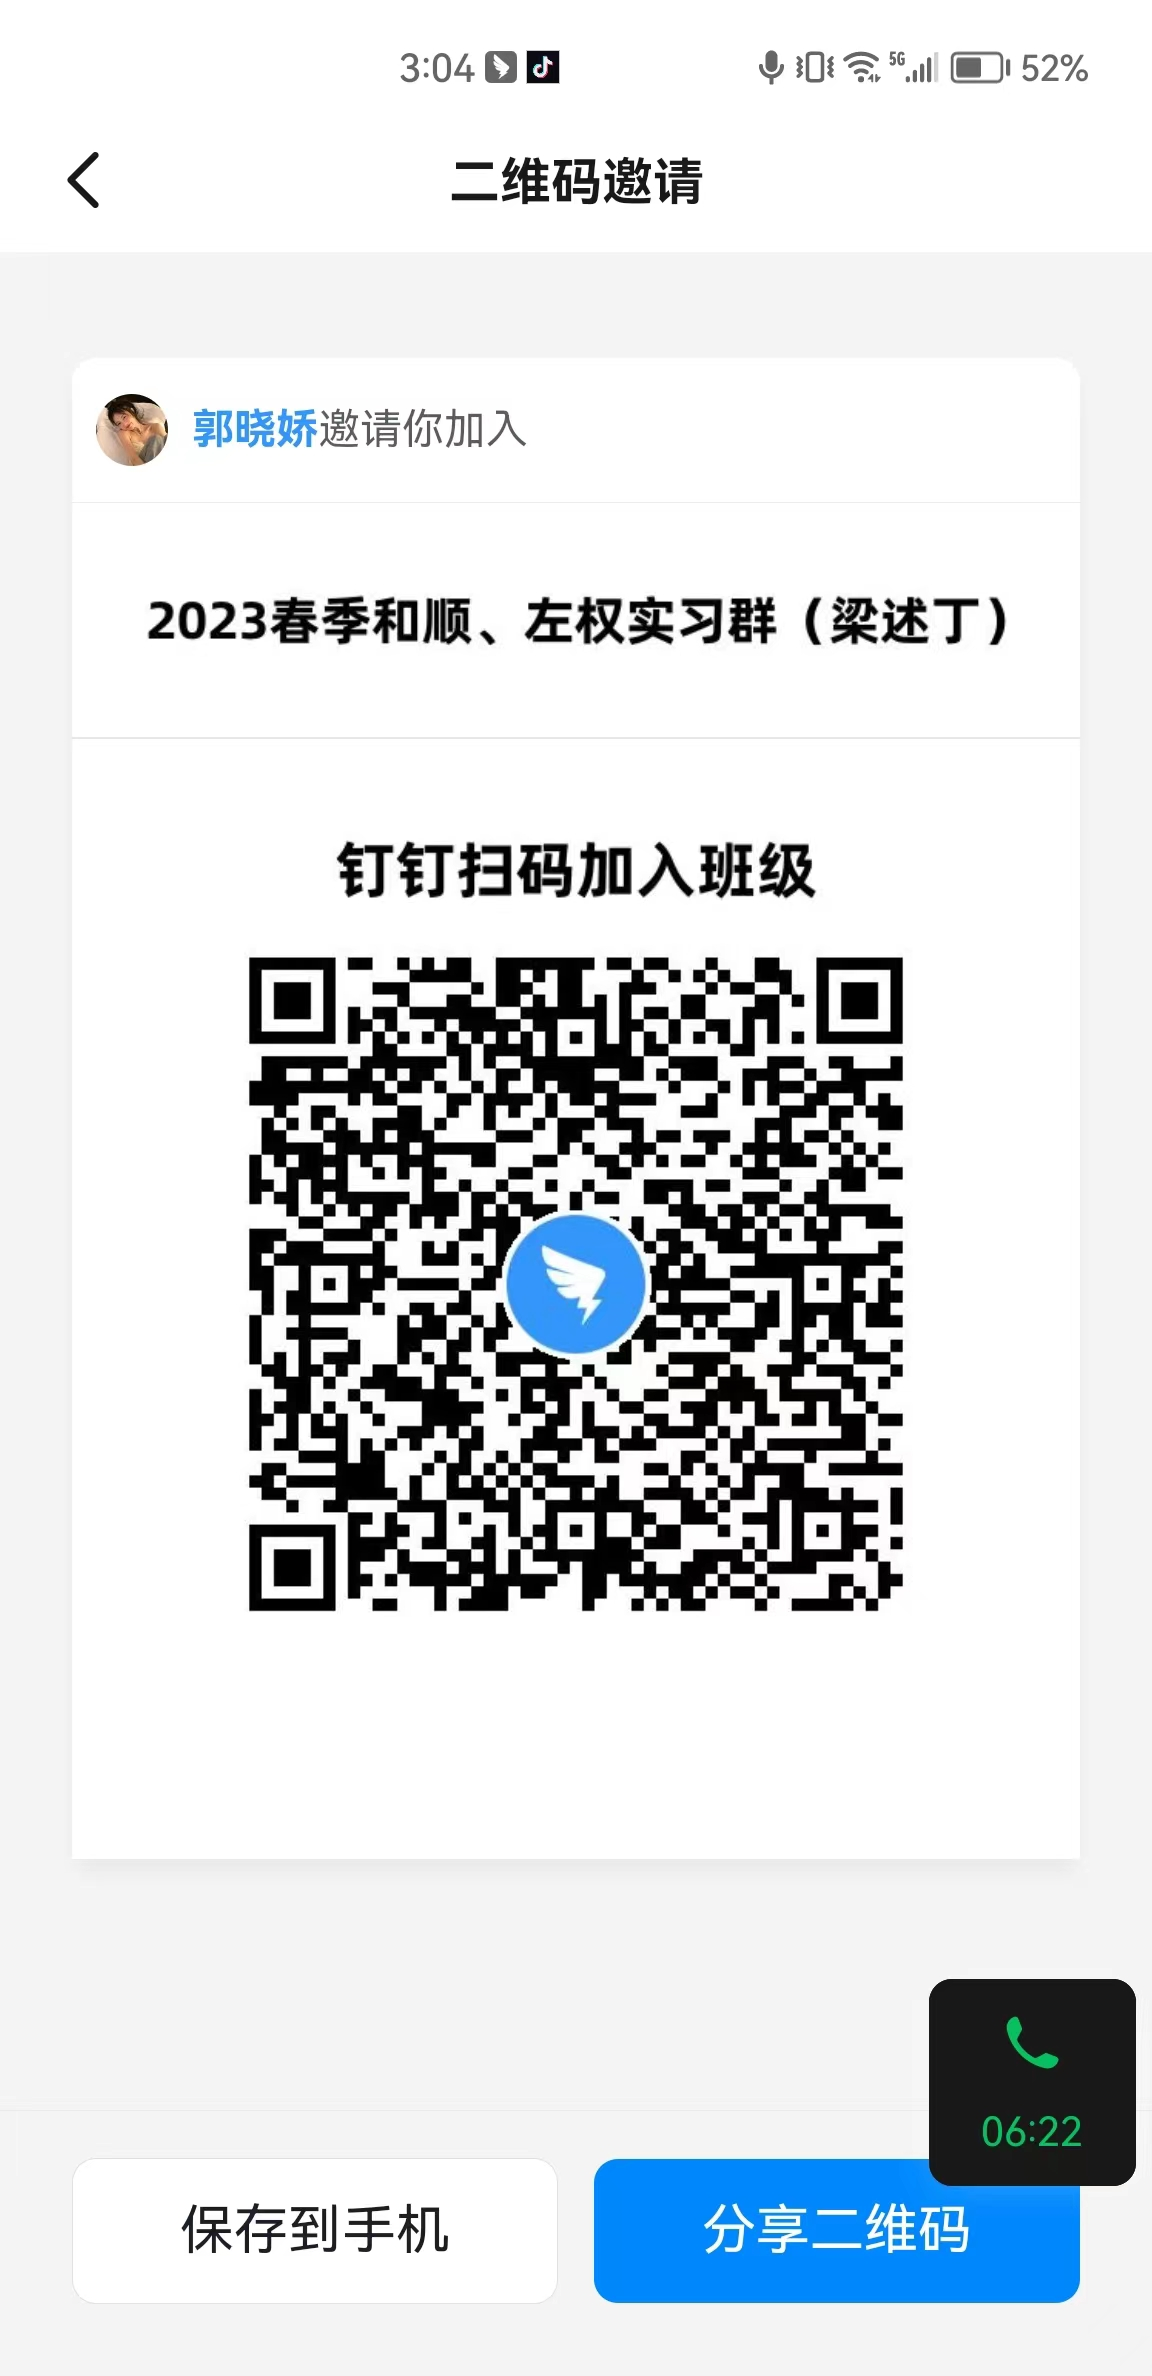 3:04
5G
52%
二维码邀请
郭晓娇邀请你加入
2023春季和顺、左权实习群（梁述丁）
钉钉扫码加入班级
06:22
保存到手机
分享二维码